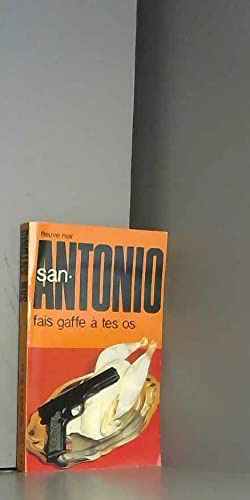 fleuve noir
san-
ANTONIO
fais gaffe à tes os